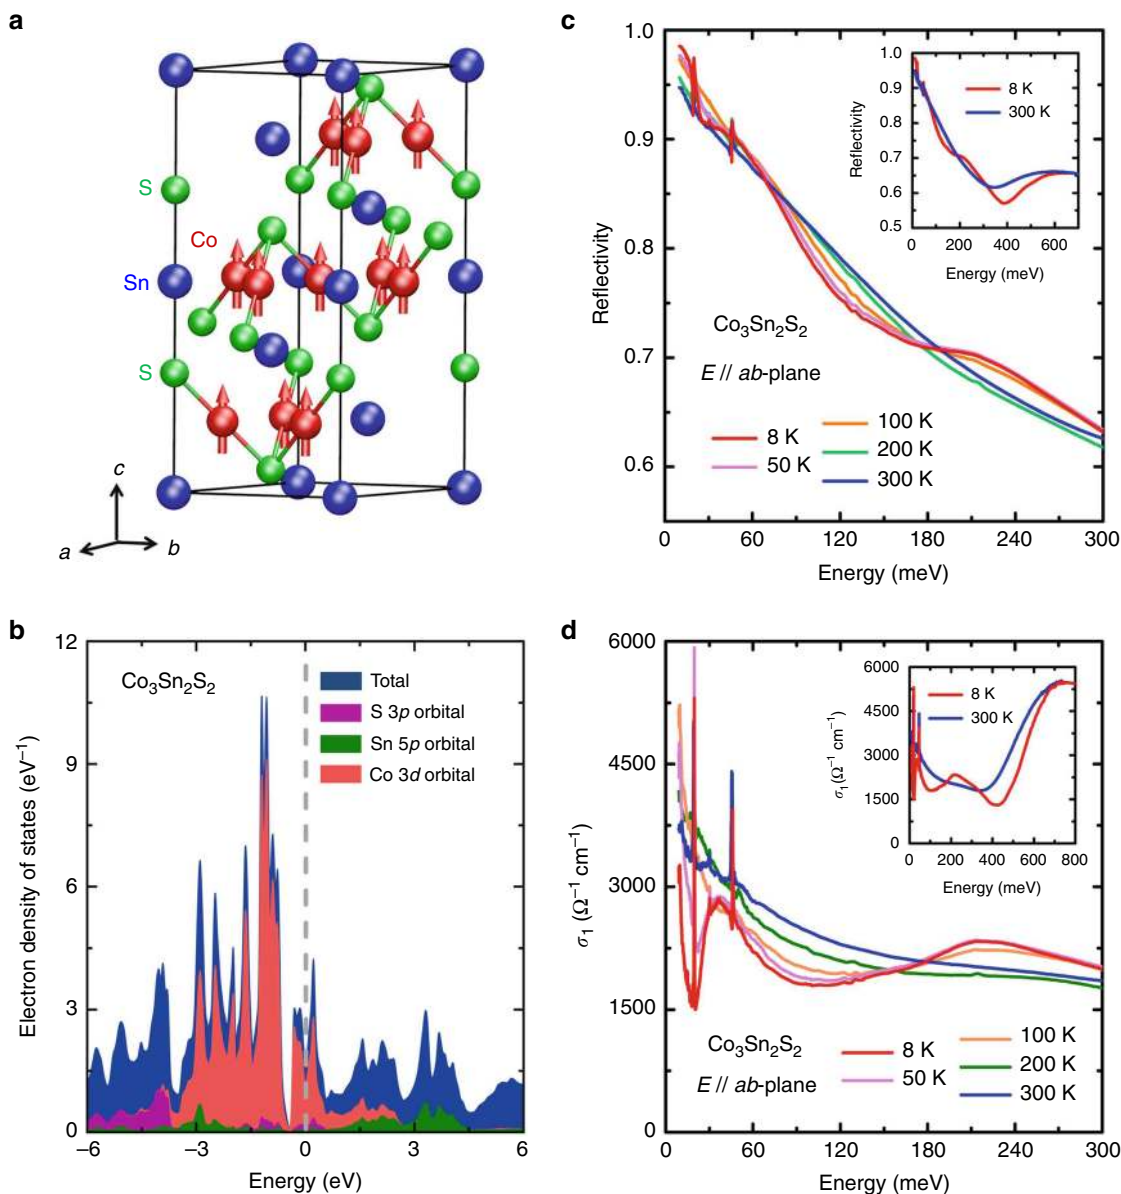 a
S
Co
Sn
S
c
a
b
b
12
9
6
3
0
Electron density of states (eV⁻¹)
Co₃Sn₂S₂
Total
S 3p orbital
Sn 5p orbital
Co 3d orbital
−6
−3
0
3
6
Energy (eV)
c
1.0
0.9
0.8
0.7
0.6
Reflectivity
1.0
0.9
0.8
0.7
0.6
0.5
Reflectivity
8 K
300 K
0 200 400 600
Energy (meV)
Co₃Sn₂S₂
E // ab-plane
8 K
50 K
100 K
200 K
300 K
0 60 120 180 240 300
Energy (meV)
d
6000
4500
3000
1500
0
σ₁ (Ω⁻¹ cm⁻¹)
6000
4500
3000
1500
0
σ₁(Ω⁻¹ cm⁻¹)
8 K
300 K
0 200 400 600 800
Energy (meV)
Co₃Sn₂S₂
E // ab-plane
8 K
50 K
100 K
200 K
300 K
0 60 120 180 240 300
Energy (meV)